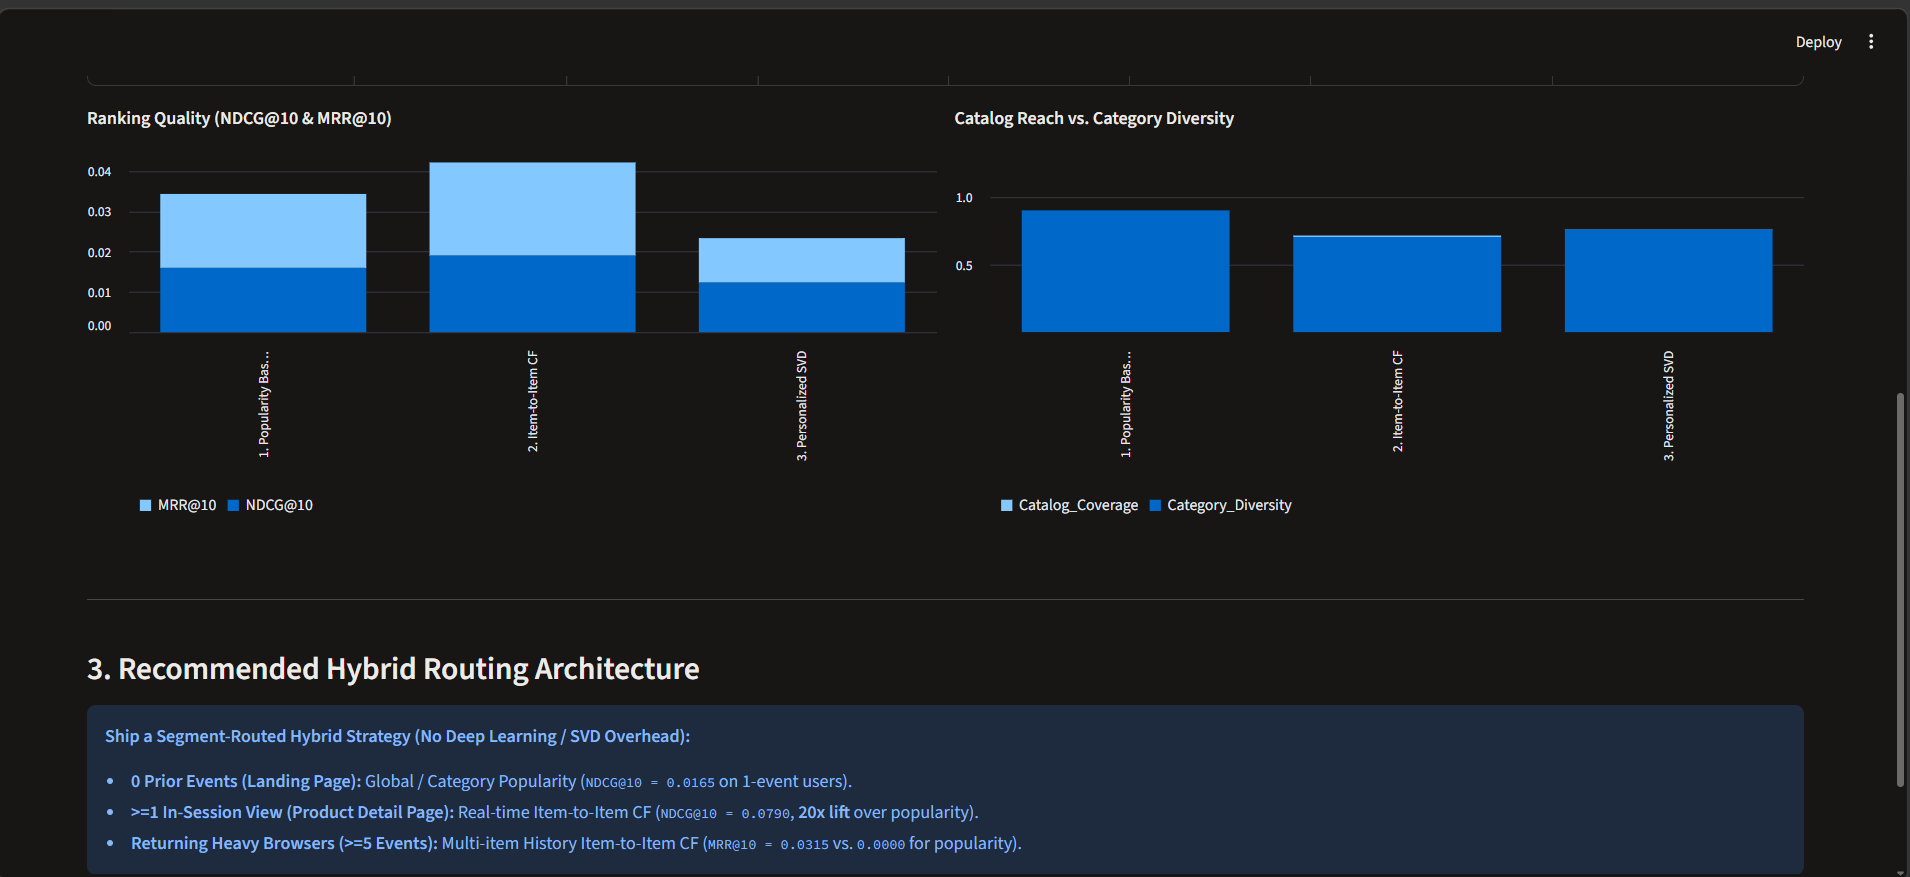 Deploy
Ranking Quality (NDCG@10 & MRR@10)
0.04
0.03
0.02
0.01
0.00
1. Popularity Bas...
2. Item-to-Item CF
3. Personalized SVD
MRR@10 NDCG@10
Catalog Reach vs. Category Diversity
1.0
0.5
1. Popularity Bas...
2. Item-to-Item CF
3. Personalized SVD
Catalog_Coverage Category_Diversity
3. Recommended Hybrid Routing Architecture
Ship a Segment-Routed Hybrid Strategy (No Deep Learning / SVD Overhead):
• 0 Prior Events (Landing Page): Global / Category Popularity (NDCG@10 = 0.0165 on 1-event users).
• >=1 In-Session View (Product Detail Page): Real-time Item-to-Item CF (NDCG@10 = 0.0790, 20x lift over popularity).
• Returning Heavy Browsers (>=5 Events): Multi-item History Item-to-Item CF (MRR@10 = 0.0315 vs. 0.0000 for popularity).